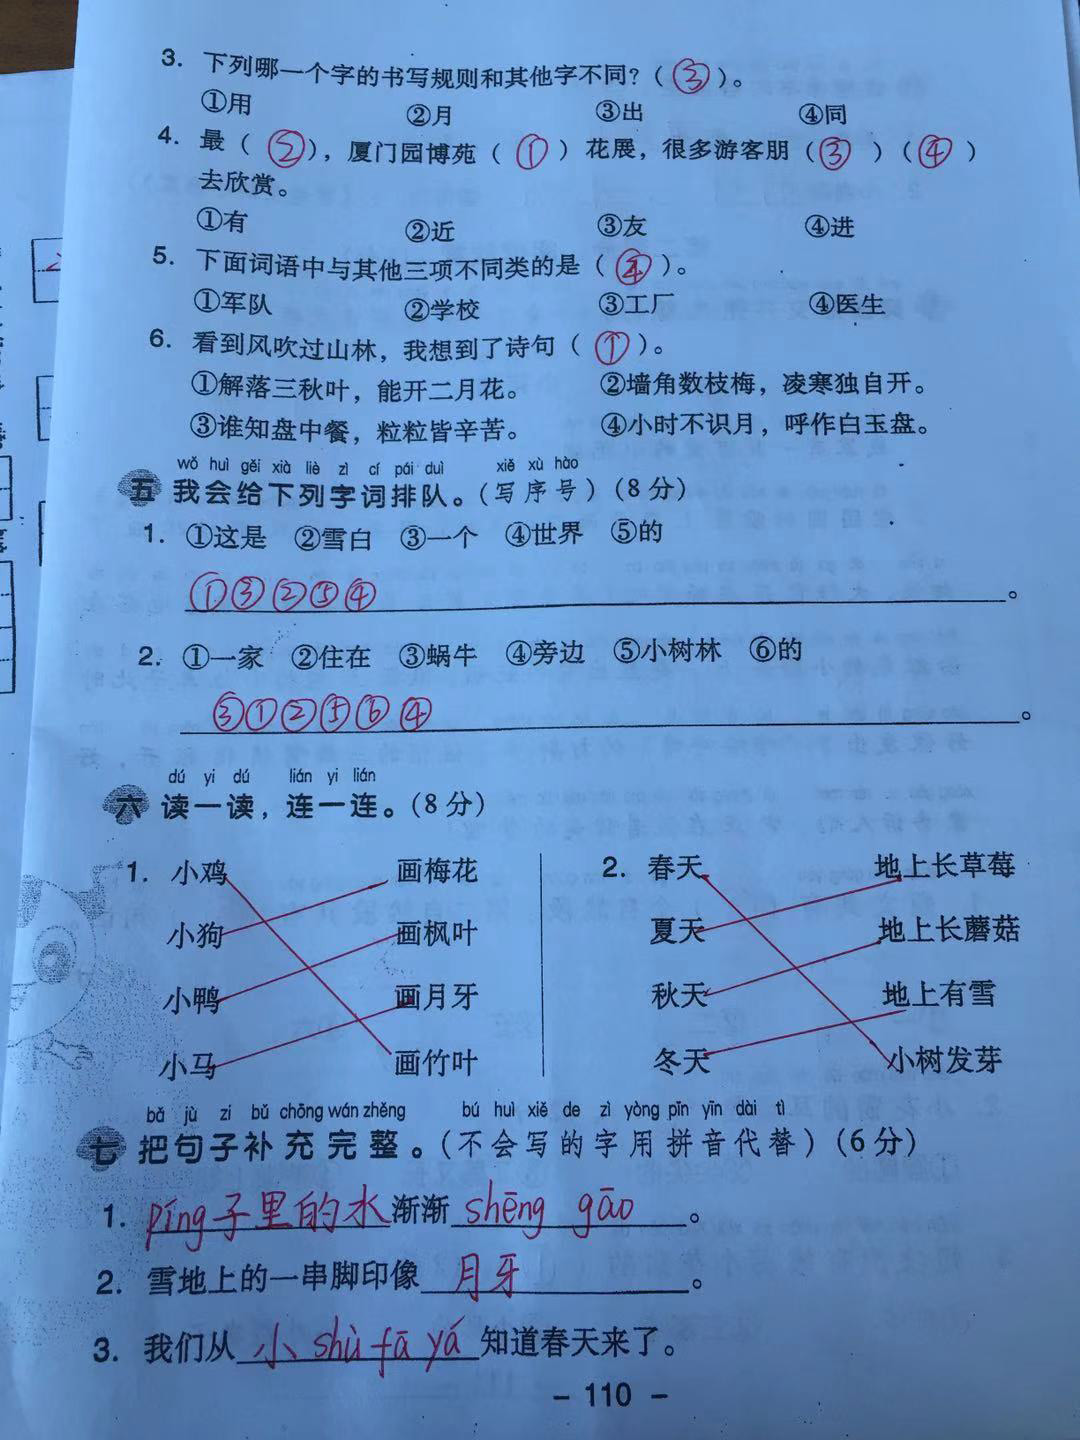 3. 下列哪一个字的书写规则和其他字不同?(③)。
①用 ②月 ③出 ④同
4. 最(②),厦门园博苑(①)花展,很多游客朋(③)(④)
去欣赏。
①有 ②近 ③友 ④进
5. 下面词语中与其他三项不同类的是(④)。
①军队 ②学校 ③工厂 ④医生
6. 看到风吹过山林,我想到了诗句(①)。
①解落三秋叶,能开二月花。 ②墙角数枝梅,凌寒独自开。
③谁知盘中餐,粒粒皆辛苦。 ④小时不识月,呼作白玉盘。
wǒ huì gěi xià liè zì cí pái duì xiě xù hào
五 我会给下列字词排队。(写序号)(8分)
1. ①这是 ②雪白 ③一个 ④世界 ⑤的
①③②⑤④。
2. ①一家 ②住在 ③蜗牛 ④旁边 ⑤小树林 ⑥的
③①②⑤⑥④。
dú yi dú lián yi lián
六 读一读,连一连。(8分)
1. 小鸡 画梅花 2. 春天 地上长草莓
小狗 画枫叶 夏天 地上长蘑菇
小鸭 画月牙 秋天 地上有雪
小马 画竹叶 冬天 小树发芽
bǎ jù zi bǔ chōng wán zhěng bú huì xiě de zì yòng pīn yīn dài tì
七 把句子补充完整。(不会写的字用拼音代替)(6分)
1. píng子里的水渐渐shēng gāo。
2. 雪地上的一串脚印像月牙。
3. 我们从小shù fā yá知道春天来了。
- 110 -